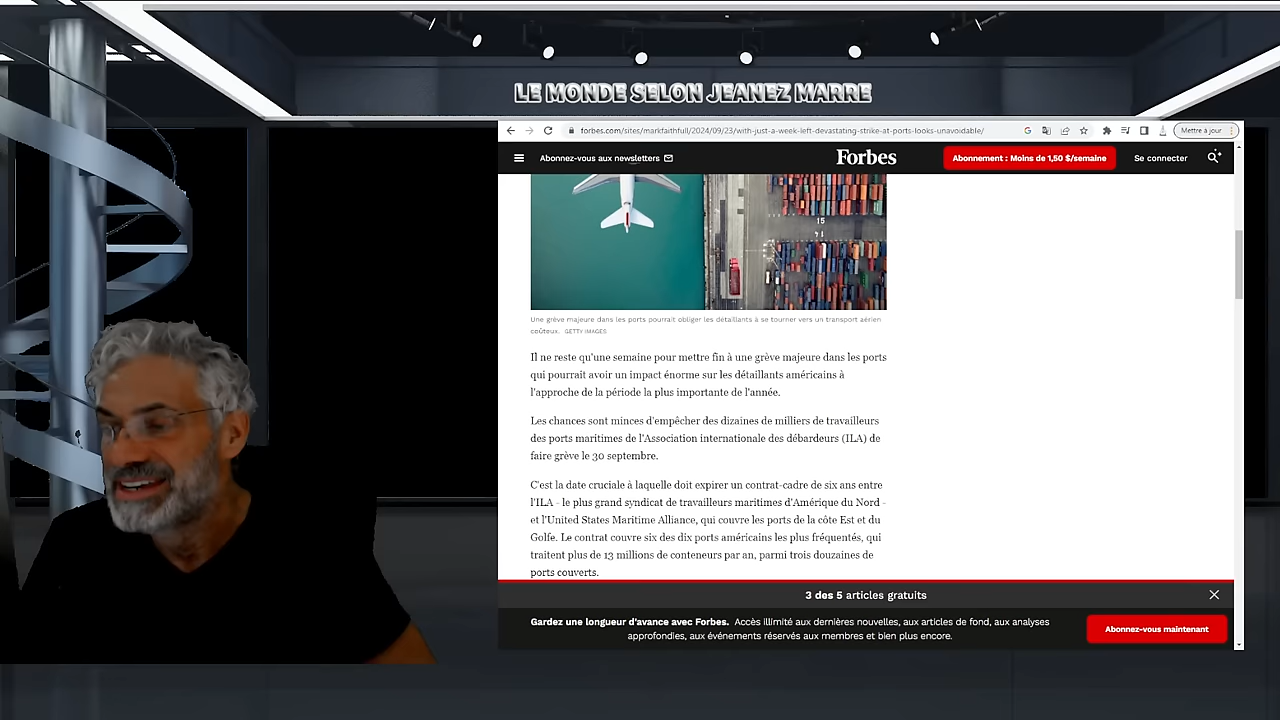 LE MONDE SELON JEANEZ MARRE
forbes.com/sites/markfaithfull/2024/09/23/with-just-a-week-left-devastating-strike-at-ports-looks-unavoidable/
Mettre à jour
Abonnez-vous aux newsletters
Forbes
Abonnement : Moins de 1,50 $/semaine
Se connecter
15
Une grève majeure dans les ports pourrait obliger les détaillants à se tourner vers un transport aérien
coûteux. GETTY IMAGES
Il ne reste qu'une semaine pour mettre fin à une grève majeure dans les ports
qui pourrait avoir un impact énorme sur les détaillants américains à
l'approche de la période la plus importante de l'année.
Les chances sont minces d'empêcher des dizaines de milliers de travailleurs
des ports maritimes de l'Association internationale des débardeurs (ILA) de
faire grève le 30 septembre.
C'est la date cruciale à laquelle doit expirer un contrat-cadre de six ans entre
l'ILA - le plus grand syndicat de travailleurs maritimes d'Amérique du Nord -
et l'United States Maritime Alliance, qui couvre les ports de la côte Est et du
Golfe. Le contrat couvre six des dix ports américains les plus fréquentés, qui
traitent plus de 13 millions de conteneurs par an, parmi trois douzaines de
ports couverts.
3 des 5 articles gratuits
Gardez une longueur d'avance avec Forbes. Accès illimité aux dernières nouvelles, aux articles de fond, aux analyses
approfondies, aux événements réservés aux membres et bien plus encore.
Abonnez-vous maintenant